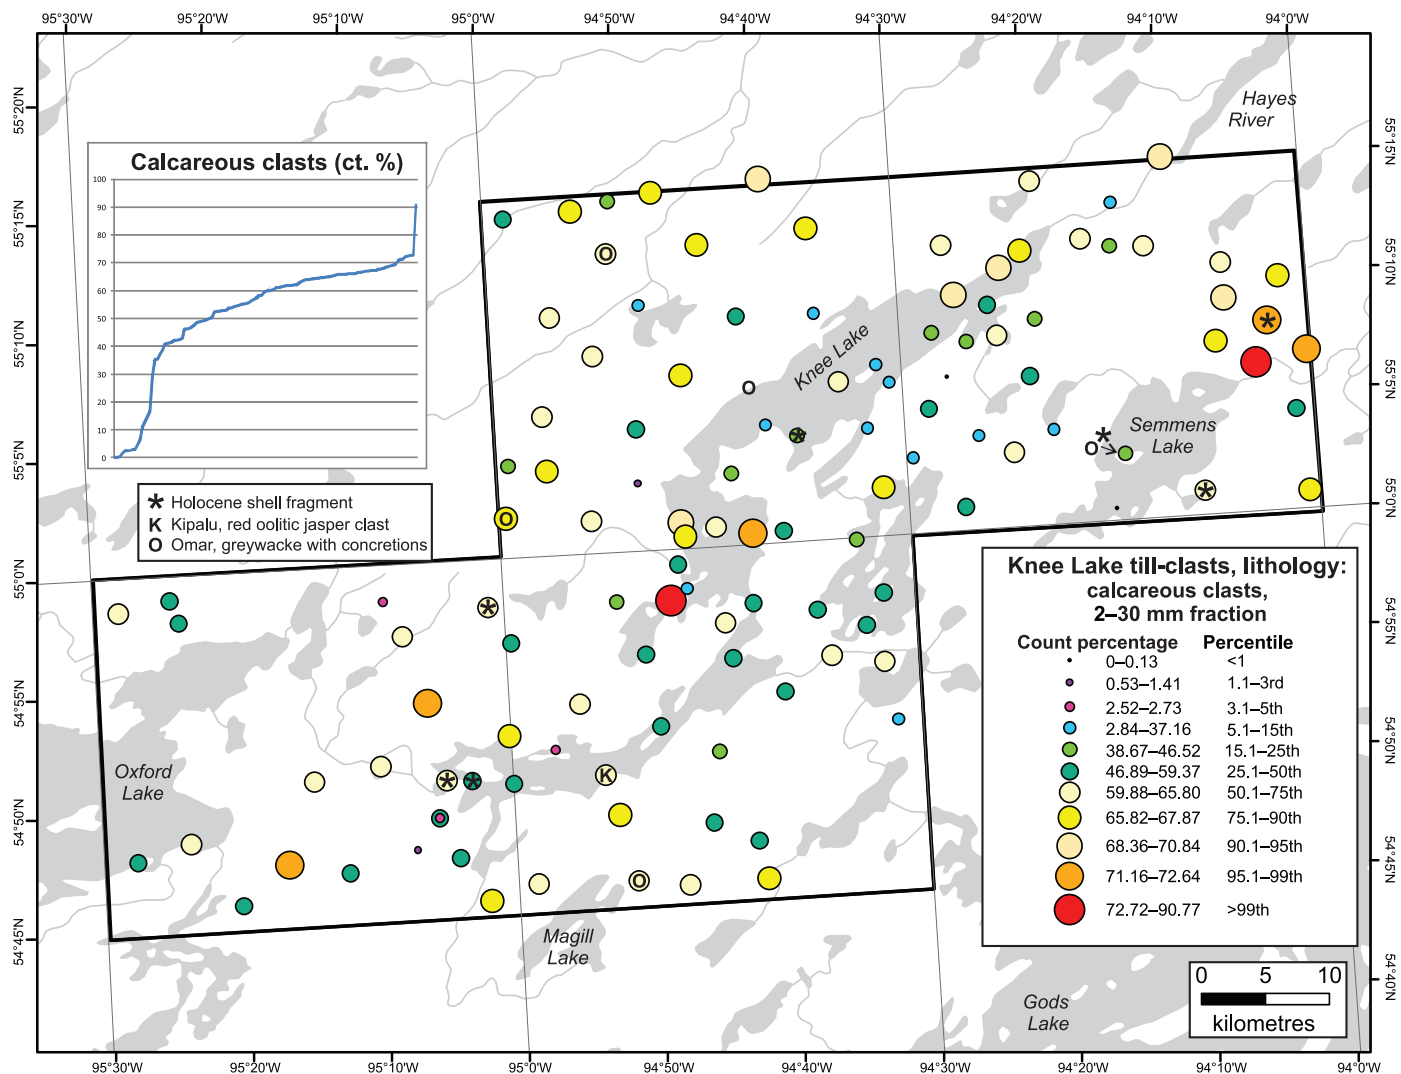 95°30'W 95°20'W 95°10'W 95°0'W 94°50'W 94°40'W 94°30'W 94°20'W 94°10'W 94°0'W
55°20'N
55°15'N
55°10'N
55°5'N
55°0'N
54°55'N
54°50'N
54°45'N
55°15'N
55°10'N
55°5'N
55°0'N
54°55'N
54°50'N
54°45'N
54°40'N
Hayes
River
Calcareous clasts (ct. %)
100
90
80
70
60
50
40
30
20
10
0
* Holocene shell fragment
K Kipalu, red oolitic jasper clast
O Omar, greywacke with concretions
O
Knee Lake
O
*
*
*
O
Semmens
Lake
*
O
*
*
*
K
O
Oxford
Lake
Magill
Lake
Gods
Lake
Knee Lake till-clasts, lithology:
calcareous clasts,
2–30 mm fraction
Count percentage Percentile
0–0.13 <1
0.53–1.41 1.1–3rd
2.52–2.73 3.1–5th
2.84–37.16 5.1–15th
38.67–46.52 15.1–25th
46.89–59.37 25.1–50th
59.88–65.80 50.1–75th
65.82–67.87 75.1–90th
68.36–70.84 90.1–95th
71.16–72.64 95.1–99th
72.72–90.77 >99th
0 5 10
kilometres
95°30'W 95°20'W 95°10'W 95°0'W 94°50'W 94°40'W 94°30'W 94°20'W 94°10'W 94°0'W